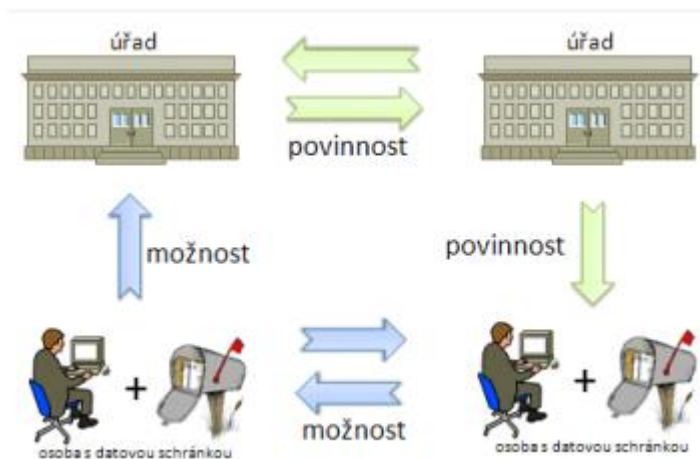 úřad
úřad
povinnost
možnost
povinnost
možnost
osoba s datovou schránkou
osoba s datovou schránkou